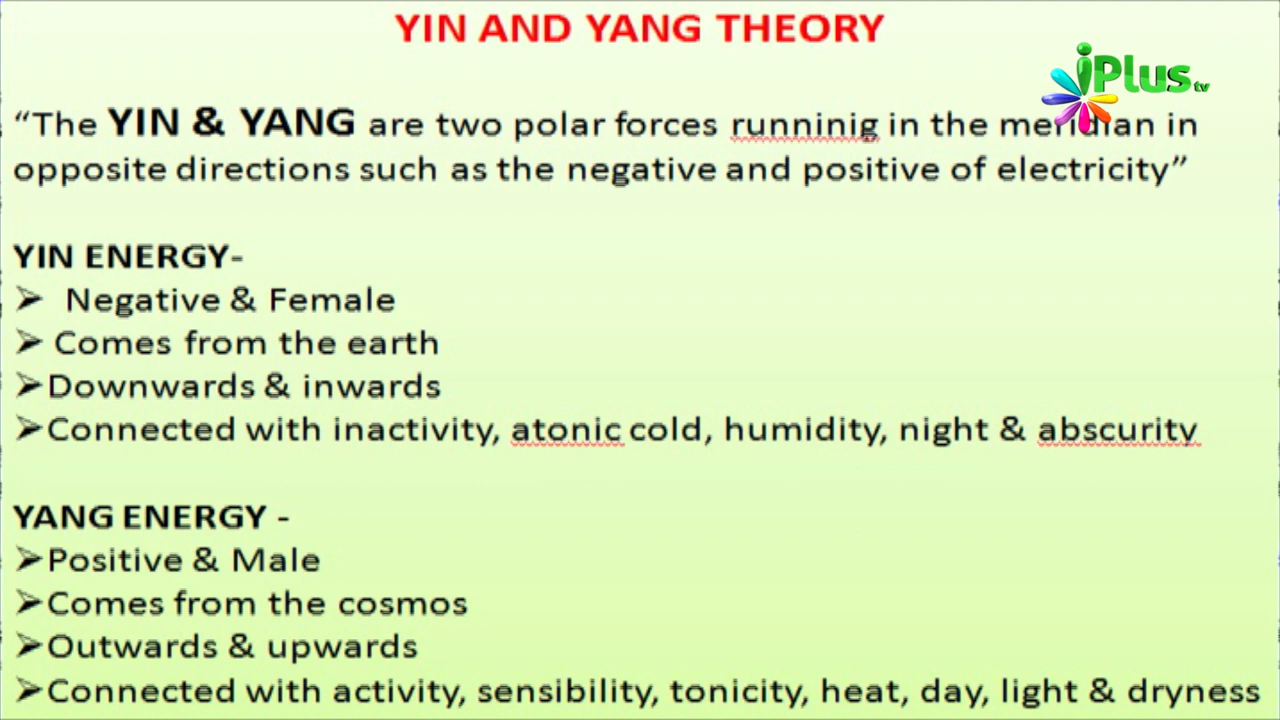 YIN AND YANG THEORY
iPlus tv
“The YIN & YANG are two polar forces runninig in the meridian in
opposite directions such as the negative and positive of electricity”
YIN ENERGY-
➢ Negative & Female
➢ Comes from the earth
➢Downwards & inwards
➢Connected with inactivity, atonic cold, humidity, night & abscurity
YANG ENERGY -
➢Positive & Male
➢Comes from the cosmos
➢Outwards & upwards
➢Connected with activity, sensibility, tonicity, heat, day, light & dryness